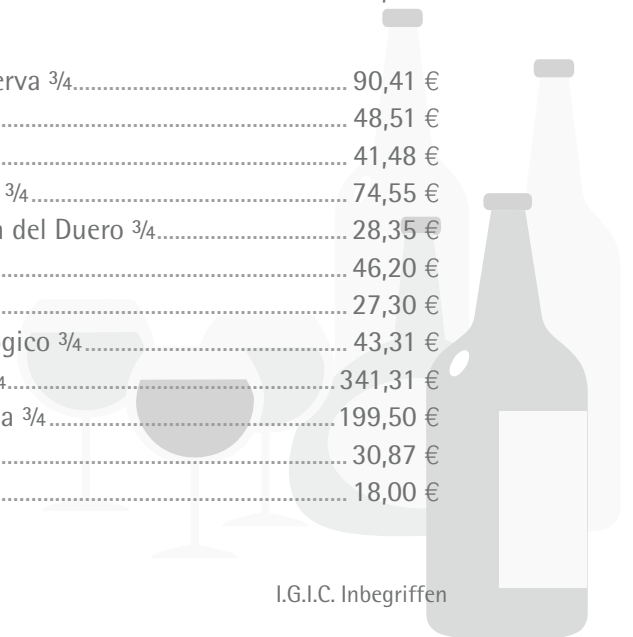 erva ¾.............................................. 90,41 €
.......................................................... 48,51 €
.......................................................... 41,48 €
¾..................................................... 74,55 €
del Duero ¾................................ 28,35 €
.......................................................... 46,20 €
.......................................................... 27,30 €
gico ¾............................................ 43,31 €
......................................................341,31 €
a ¾................................................199,50 €
.......................................................... 30,87 €
.......................................................... 18,00 €
I.G.I.C. Inbegriffen